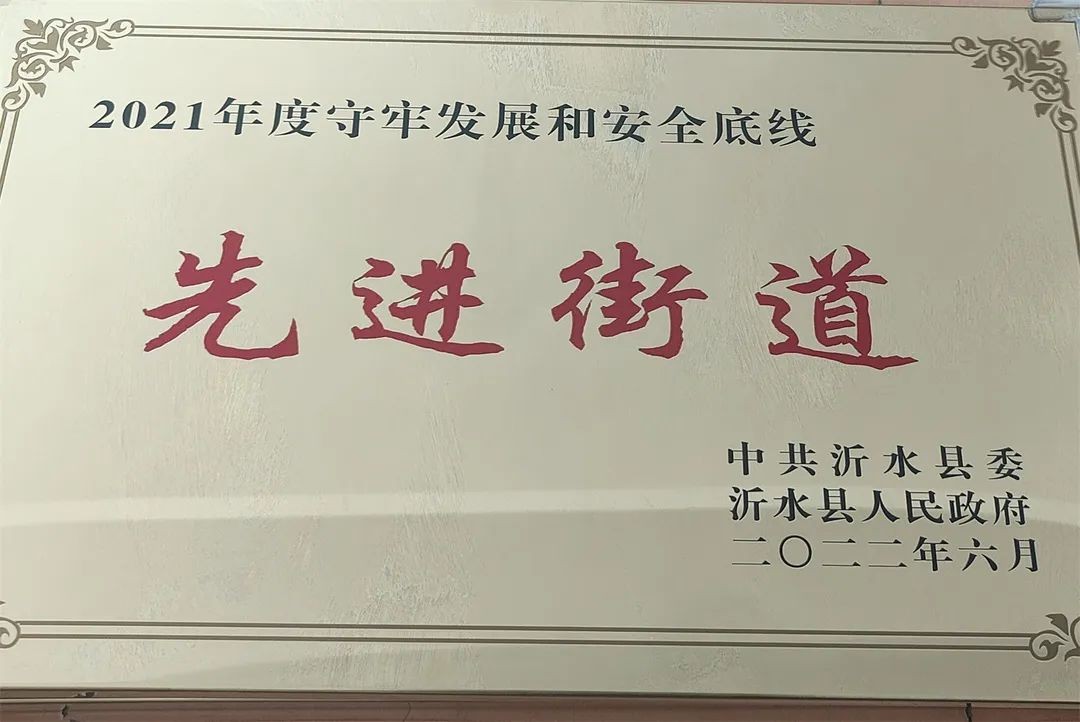 2021年度守牢发展和安全底线
先进街道
中共沂水县委
沂水县人民政府
二〇二二年六月